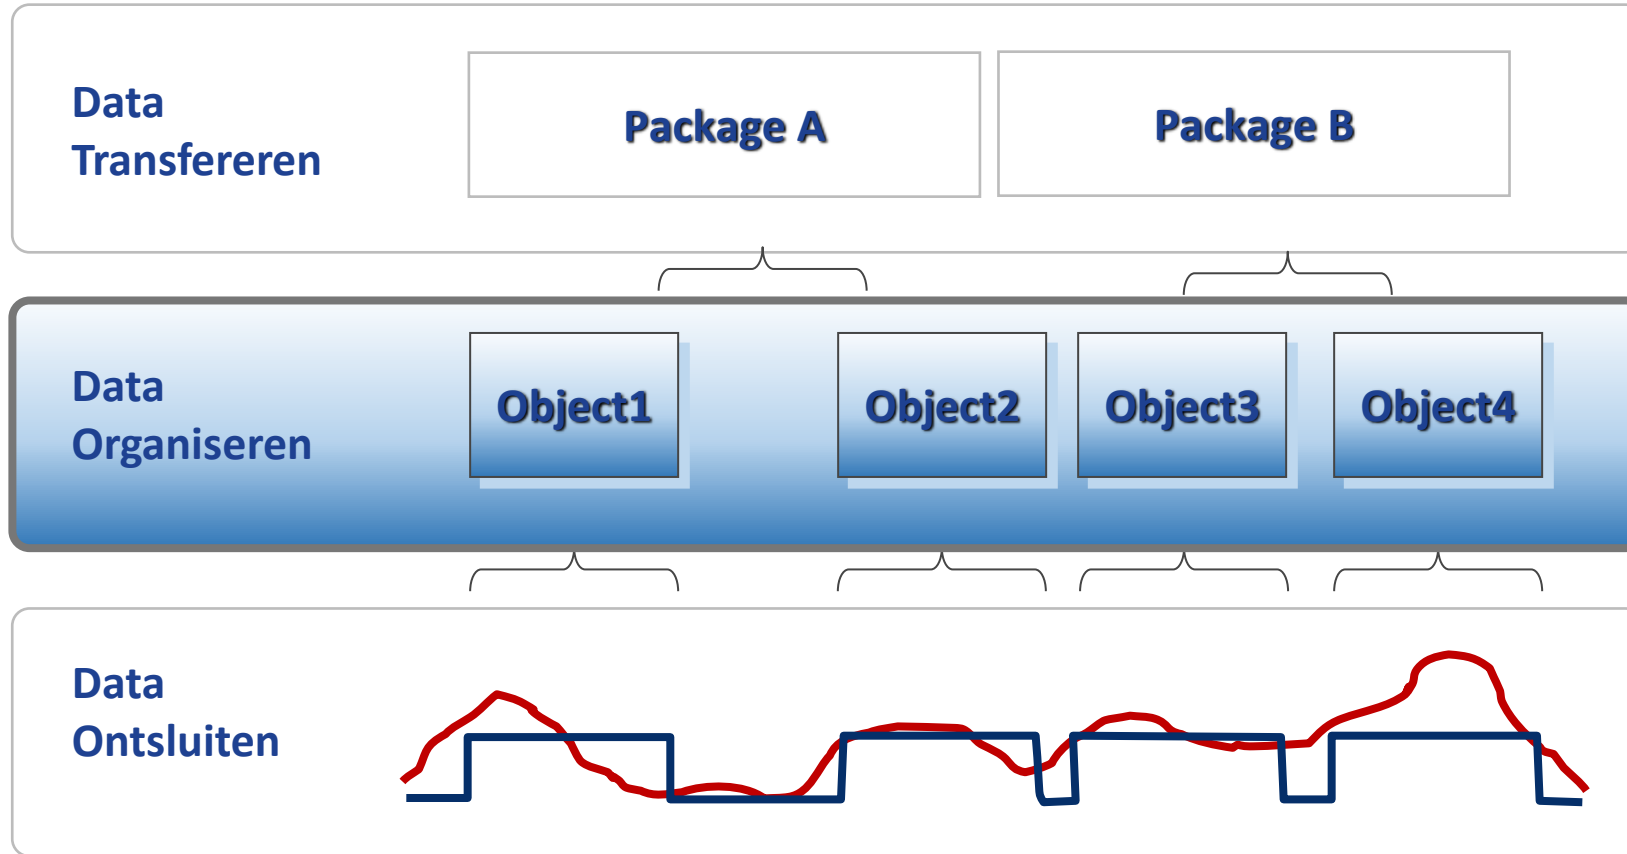 Data
Transfereren
Package A
Package B
Data
Organiseren
Object1
Object2
Object3
Object4
Data
Ontsluiten